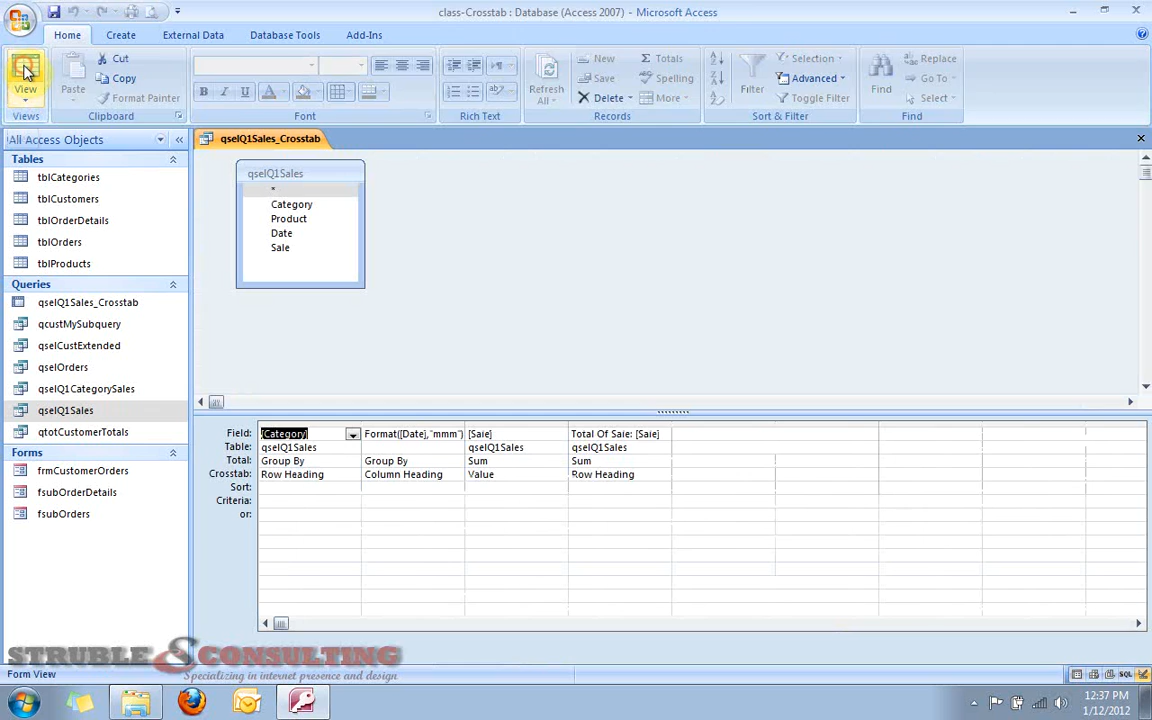 class-Crosstab : Database (Access 2007) - Microsoft Access
Home Create External Data Database Tools Add-Ins
View
Views
Paste
Cut
Copy
Format Painter
Clipboard
B I U A
Font
Rich Text
Refresh
All
New
Save
Delete
Σ Totals
Spelling
More
Records
Filter
Selection
Advanced
Toggle Filter
Sort & Filter
Find
Replace
Go To
Select
Find
All Access Objects
Tables
tblCategories
tblCustomers
tblOrderDetails
tblOrders
tblProducts
Queries
qselQ1Sales_Crosstab
qcustMySubquery
qselCustExtended
qselOrders
qselQ1CategorySales
qselQ1Sales
qtotCustomerTotals
Forms
frmCustomerOrders
fsubOrderDetails
fsubOrders
qselQ1Sales_Crosstab
qselQ1Sales
*
Category
Product
Date
Sale
Field: [Category] Format([Date],"mmm") [Sale] Total Of Sale: [Sale]
Table: qselQ1Sales qselQ1Sales qselQ1Sales
Total: Group By Group By Sum Sum
Crosstab: Row Heading Column Heading Value Row Heading
Sort:
Criteria:
or:
STRUBLE CONSULTING
Specializing in internet presence and design
Form View
SQL
12:37 PM
1/12/2012